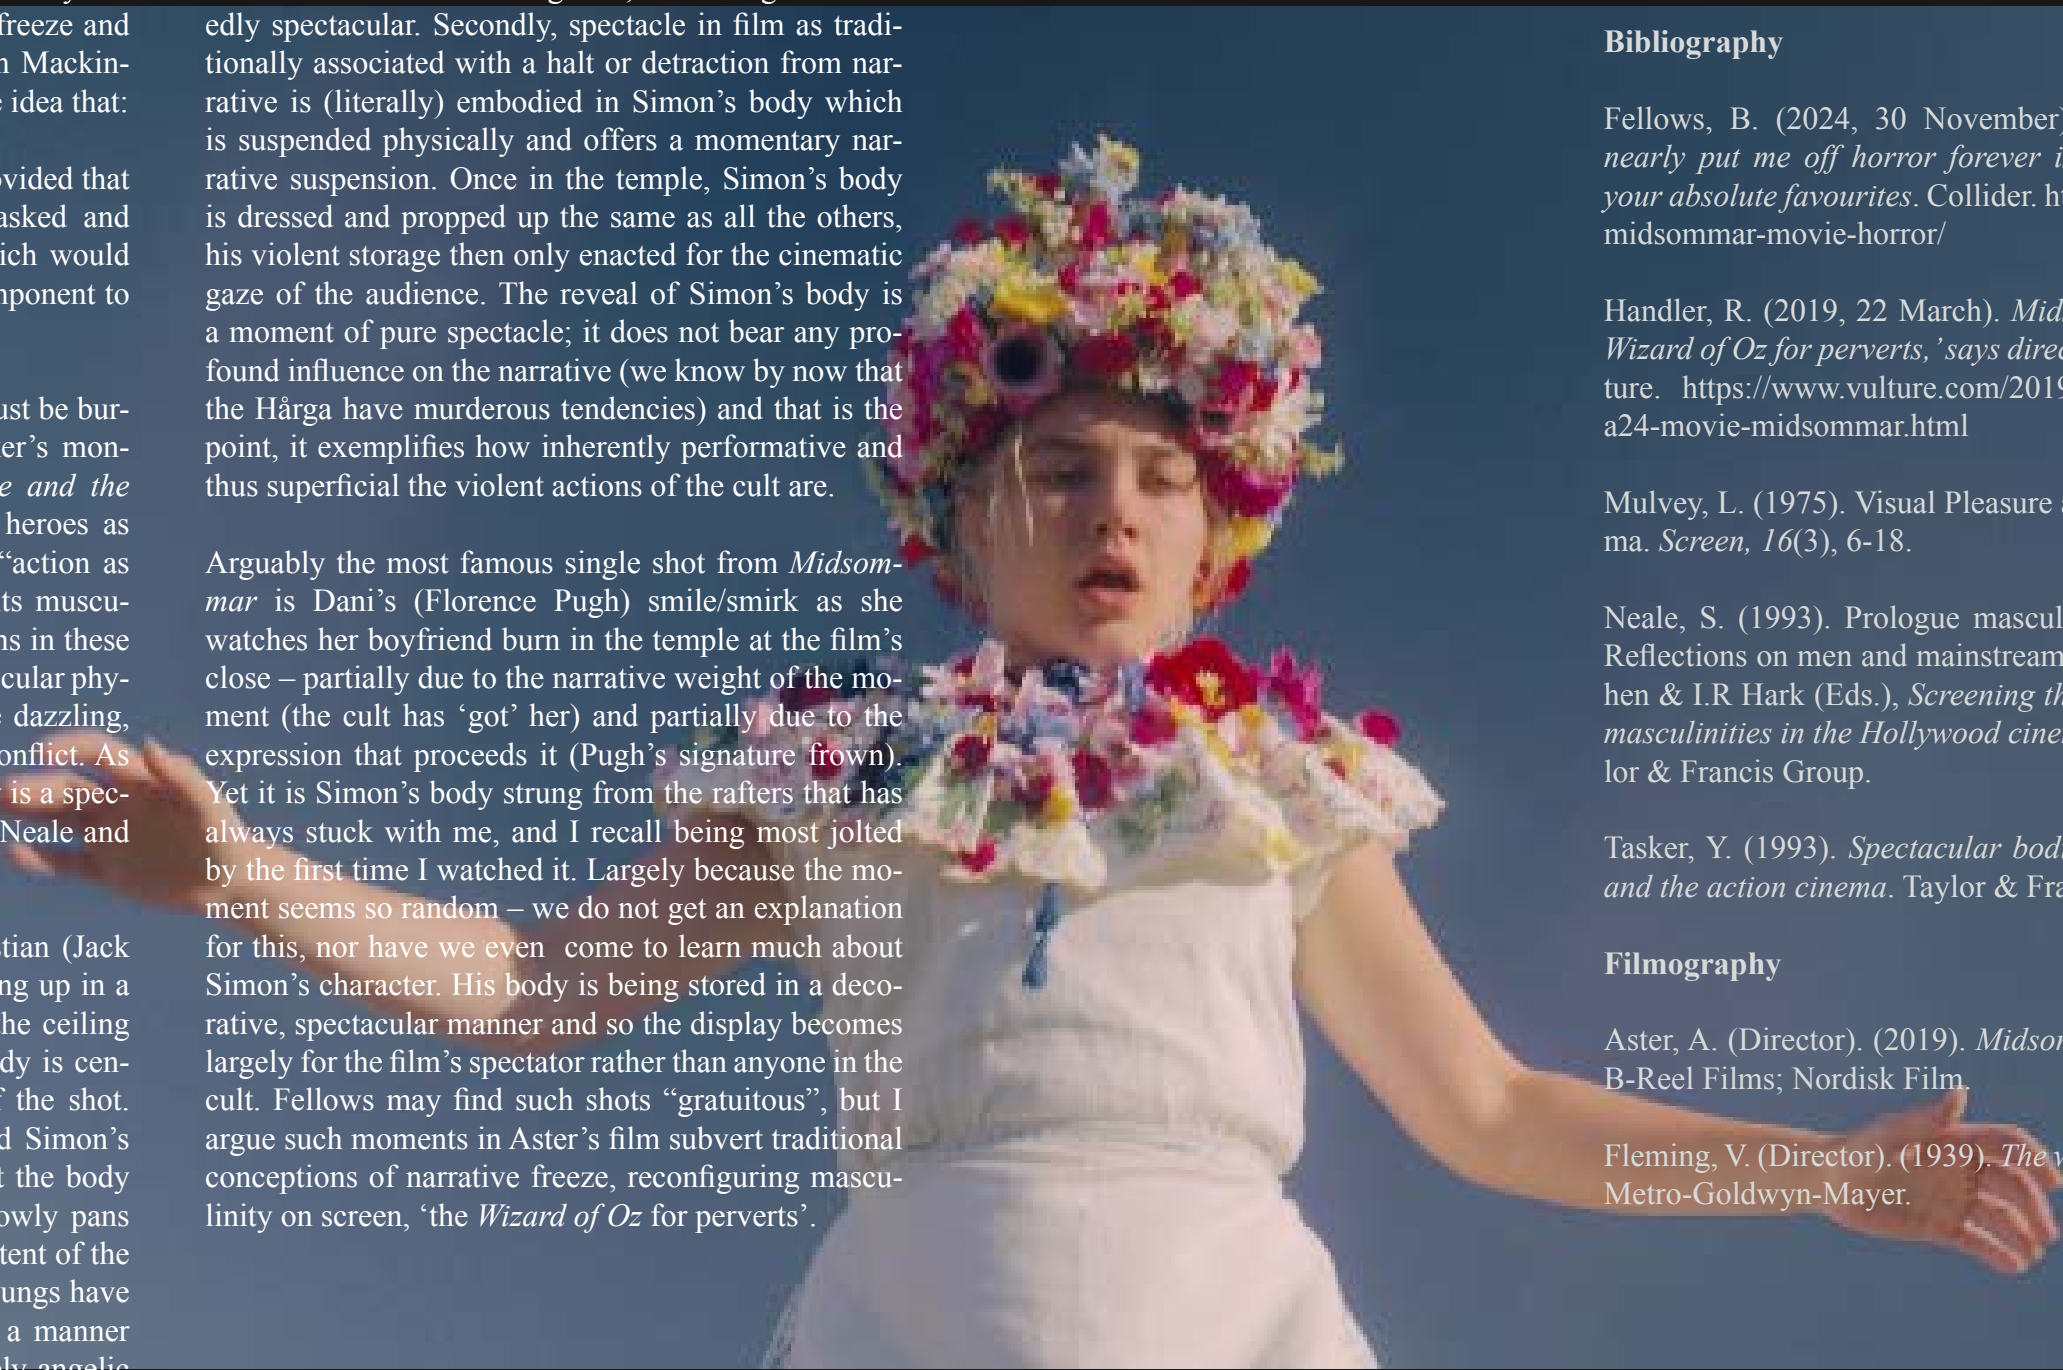 freeze and
Mackin-
idea that:
vided that
asked and
ich would
ponent to
ust be bur-
er's mon-
e and the
heroes as
“action as
ts muscu-
ns in these
cular phy-
dazzling,
onflict. As
is a spec-
Neale and
stian (Jack
ng up in a
he ceiling
dy is cen-
the shot.
d Simon’s
t the body
owly pans
tent of the
ungs have
a manner
ly angelic
edly spectacular. Secondly, spectacle in film as tradi-
tionally associated with a halt or detraction from nar-
rative is (literally) embodied in Simon’s body which
is suspended physically and offers a momentary nar-
rative suspension. Once in the temple, Simon’s body
is dressed and propped up the same as all the others,
his violent storage then only enacted for the cinematic
gaze of the audience. The reveal of Simon’s body is
a moment of pure spectacle; it does not bear any pro-
found influence on the narrative (we know by now that
the Hårga have murderous tendencies) and that is the
point, it exemplifies how inherently performative and
thus superficial the violent actions of the cult are.
Arguably the most famous single shot from Midsom-
mar is Dani’s (Florence Pugh) smile/smirk as she
watches her boyfriend burn in the temple at the film’s
close – partially due to the narrative weight of the mo-
ment (the cult has ‘got’ her) and partially due to the
expression that proceeds it (Pugh’s signature frown).
Yet it is Simon’s body strung from the rafters that has
always stuck with me, and I recall being most jolted
by the first time I watched it. Largely because the mo-
ment seems so random – we do not get an explanation
for this, nor have we even come to learn much about
Simon’s character. His body is being stored in a deco-
rative, spectacular manner and so the display becomes
largely for the film’s spectator rather than anyone in the
cult. Fellows may find such shots “gratuitous”, but I
argue such moments in Aster’s film subvert traditional
conceptions of narrative freeze, reconfiguring mascu-
linity on screen, ‘the Wizard of Oz for perverts’.
Bibliography
Fellows, B. (2024, 30 November)
nearly put me off horror forever i
your absolute favourites. Collider. ht
midsommar-movie-horror/
Handler, R. (2019, 22 March). Mids
Wizard of Oz for perverts,’ says direc
ture. https://www.vulture.com/2019
a24-movie-midsommar.html
Mulvey, L. (1975). Visual Pleasure a
ma. Screen, 16(3), 6-18.
Neale, S. (1993). Prologue mascul
Reflections on men and mainstream
hen & I.R Hark (Eds.), Screening th
masculinities in the Hollywood cine
lor & Francis Group.
Tasker, Y. (1993). Spectacular bodi
and the action cinema. Taylor & Fra
Filmography
Aster, A. (Director). (2019). Midsom
B-Reel Films; Nordisk Film.
Fleming, V. (Director). (1939). The w
Metro-Goldwyn-Mayer.